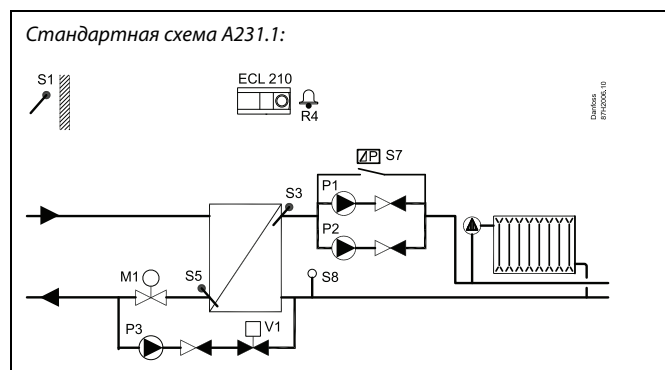 Стандартная схема A231.1:
S1
ECL 210
R4
Danfoss
87H2006.10
S7
P
S3
P1
P2
M1
S5
S8
P3
V1